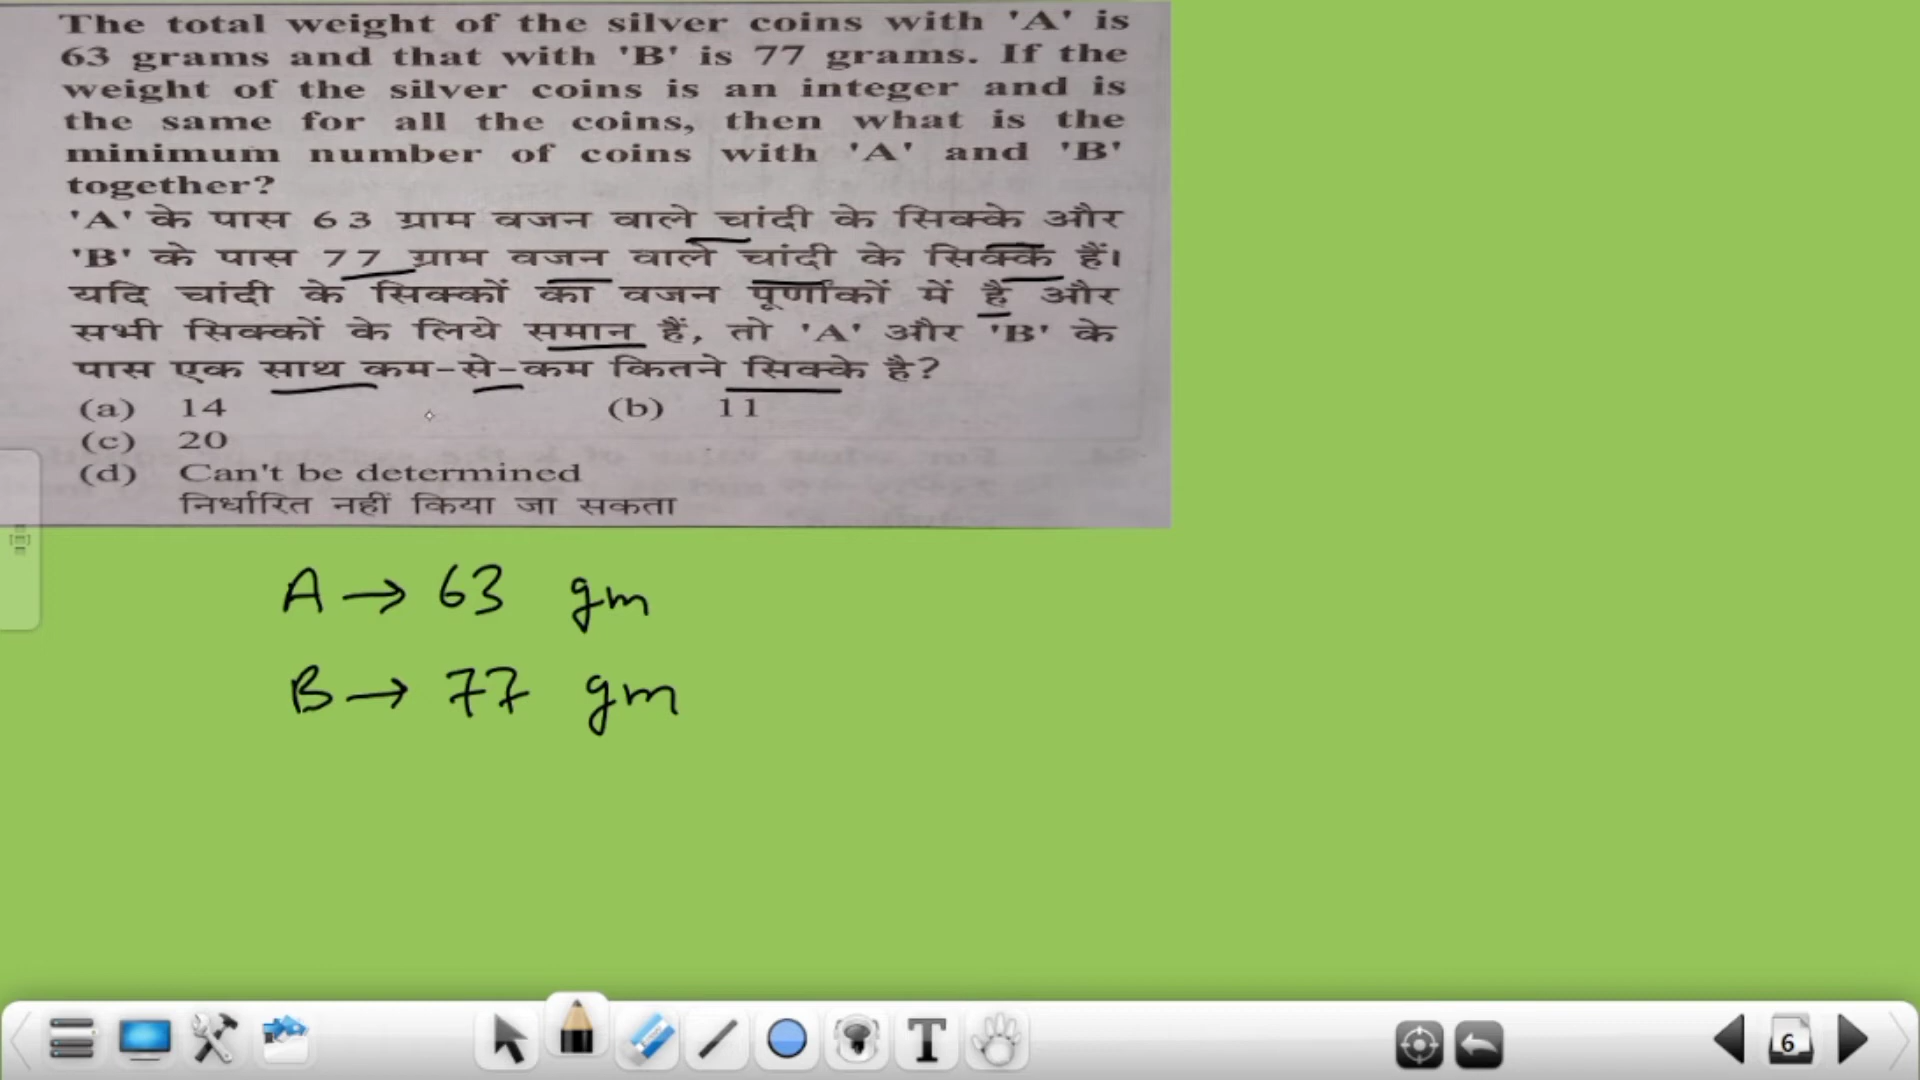 The total weight of the silver coins with 'A' is
63 grams and that with 'B' is 77 grams. If the
weight of the silver coins is an integer and is
the same for all the coins, then what is the
minimum number of coins with 'A' and 'B'
together?
'A' के पास 63 ग्राम वजन वाले चांदी के सिक्के और
'B' के पास 77 ग्राम वजन वाले चांदी के सिक्के हैं।
यदि चांदी के सिक्कों का वजन पूर्णांकों में है और
सभी सिक्कों के लिये समान हैं, तो 'A' और 'B' के
पास एक साथ कम-से-कम कितने सिक्के है?
(a) 14 (b) 11
(c) 20
(d) Can't be determined
निर्धारित नहीं किया जा सकता
A → 63 gm
B → 77 gm
T 6